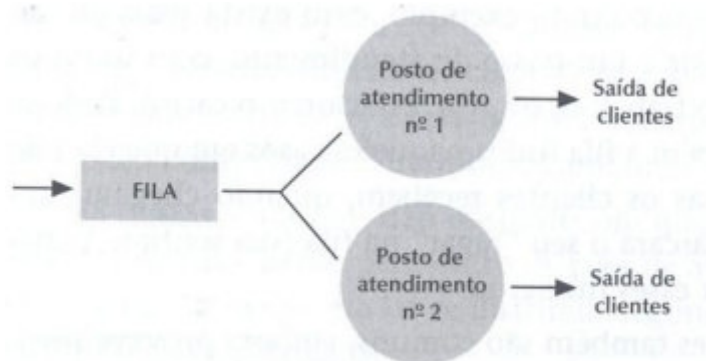 Posto de
atendimento
nº 1
Saída de
clientes
FILA
Posto de
atendimento
nº 2
Saída de
clientes